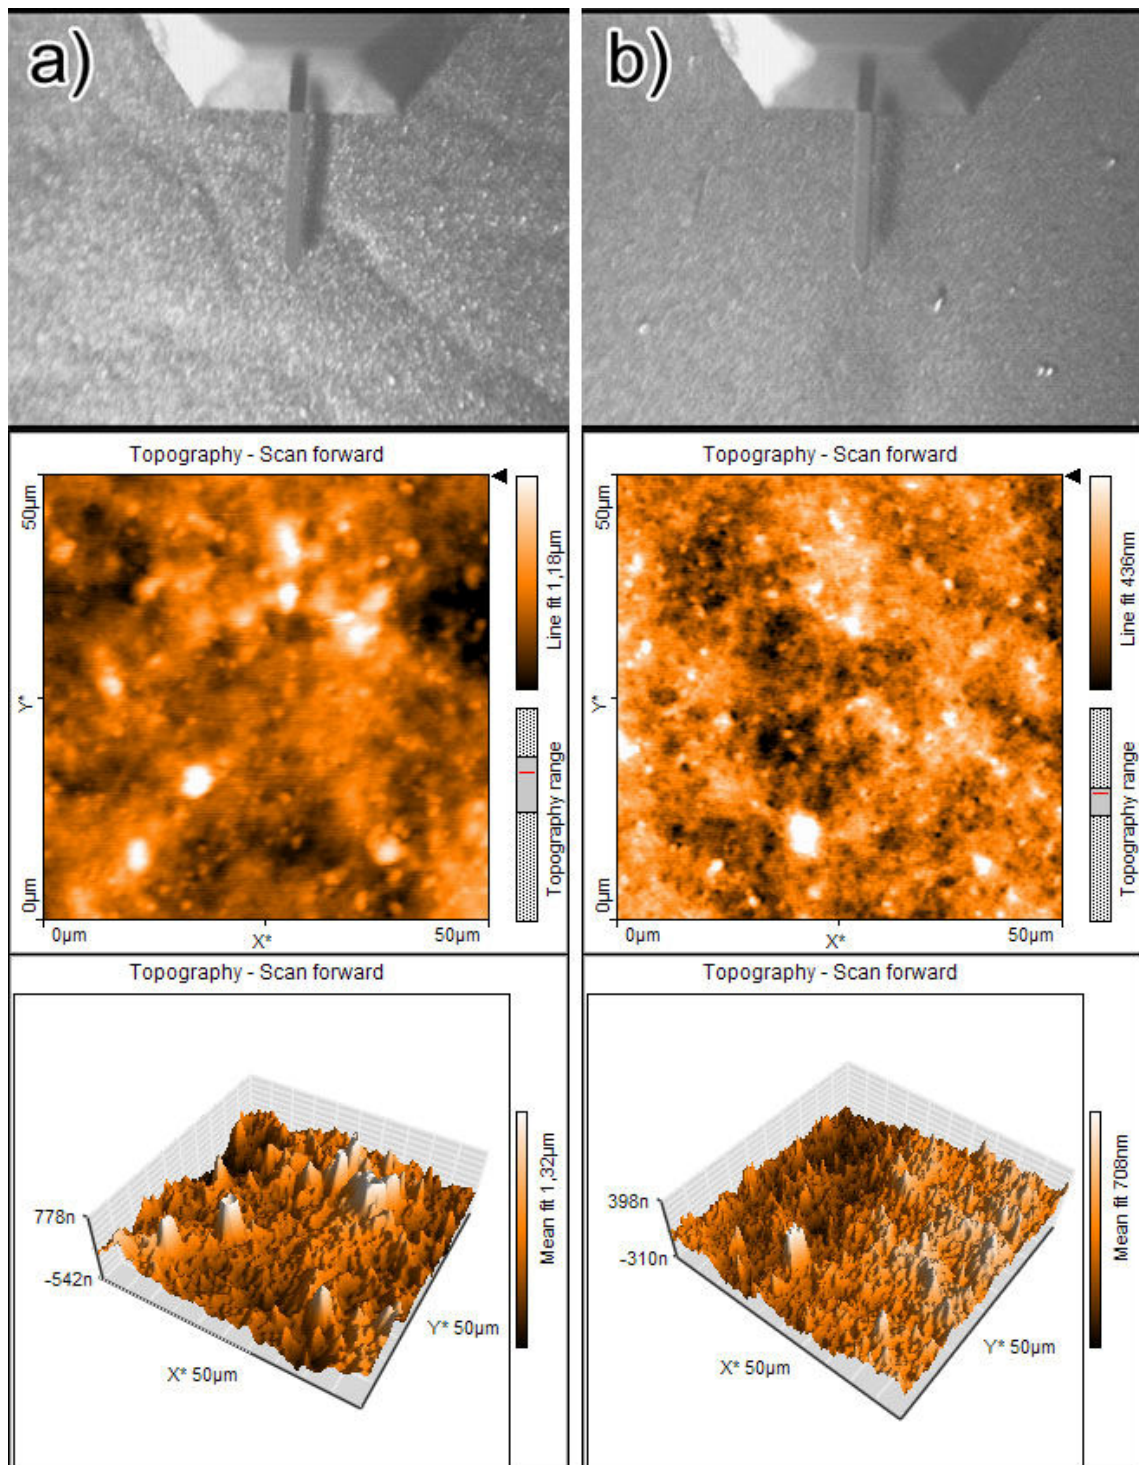 a)
Topography - Scan forward
50µm
Y*
0µm
0µm
X*
50µm
Line fit 1,18µm
Topography range
Topography - Scan forward
778n
-542n
X* 50µm
Y* 50µm
Mean fit 1,32µm
b)
Topography - Scan forward
50µm
Y*
0µm
0µm
X*
50µm
Line fit 436nm
Topography range
Topography - Scan forward
398n
-310n
X* 50µm
Y* 50µm
Mean fit 708nm